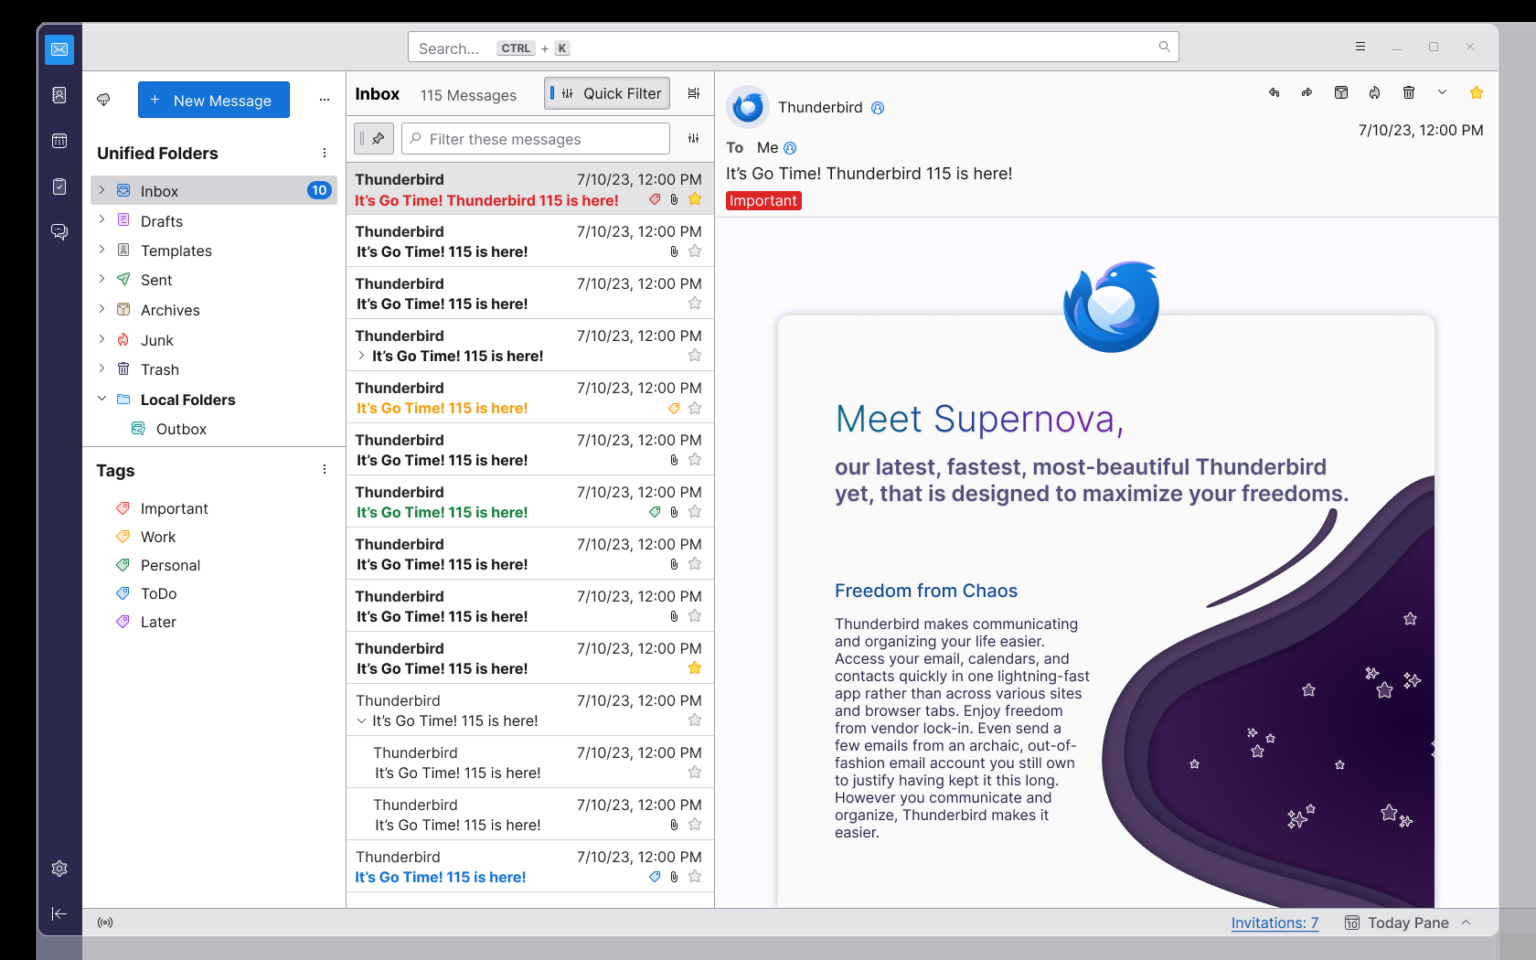 Search... CTRL + K
New Message
Unified Folders
Inbox 10
Drafts
Templates
Sent
Archives
Junk
Trash
Local Folders
Outbox
Tags
Important
Work
Personal
ToDo
Later
Inbox 115 Messages Quick Filter
Filter these messages
Thunderbird 7/10/23, 12:00 PM
It's Go Time! Thunderbird 115 is here!
Thunderbird 7/10/23, 12:00 PM
It's Go Time! 115 is here!
Thunderbird 7/10/23, 12:00 PM
It's Go Time! 115 is here!
Thunderbird 7/10/23, 12:00 PM
It's Go Time! 115 is here!
Thunderbird 7/10/23, 12:00 PM
It's Go Time! 115 is here!
Thunderbird 7/10/23, 12:00 PM
It's Go Time! 115 is here!
Thunderbird 7/10/23, 12:00 PM
It's Go Time! 115 is here!
Thunderbird 7/10/23, 12:00 PM
It's Go Time! 115 is here!
Thunderbird 7/10/23, 12:00 PM
It's Go Time! 115 is here!
Thunderbird 7/10/23, 12:00 PM
It's Go Time! 115 is here!
Thunderbird 7/10/23, 12:00 PM
It's Go Time! 115 is here!
Thunderbird 7/10/23, 12:00 PM
It's Go Time! 115 is here!
Thunderbird 7/10/23, 12:00 PM
It's Go Time! 115 is here!
Thunderbird 7/10/23, 12:00 PM
It's Go Time! 115 is here!
Thunderbird
7/10/23, 12:00 PM
To Me
It's Go Time! Thunderbird 115 is here!
Important
Meet Supernova,
our latest, fastest, most-beautiful Thunderbird
yet, that is designed to maximize your freedoms.
Freedom from Chaos
Thunderbird makes communicating
and organizing your life easier.
Access your email, calendars, and
contacts quickly in one lightning-fast
app rather than across various sites
and browser tabs. Enjoy freedom
from vendor lock-in. Even send a
few emails from an archaic, out-of-
fashion email account you still own
to justify having kept it this long.
However you communicate and
organize, Thunderbird makes it
easier.
Invitations: 7 10 Today Pane